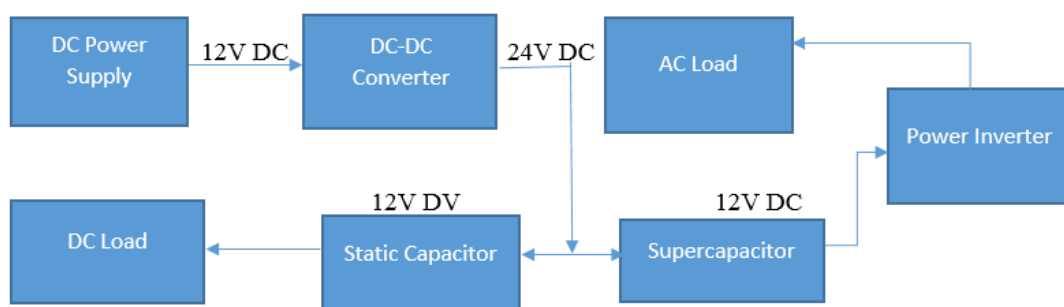 DC Power
Supply
12V DC
DC-DC
Converter
24V DC
AC Load
Power Inverter
DC Load
12V DV
Static Capacitor
12V DC
Supercapacitor